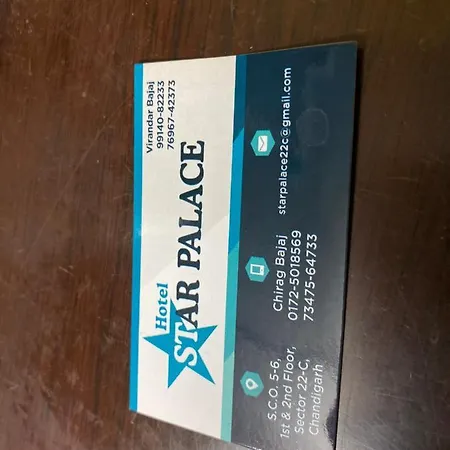 Virandar Bajaj
99140-82233
76967-42373
Hotel
STAR PALACE
S.C.O. 5-6,
1st & 2nd Floor,
Sector 22-C,
Chandigarh
Chirag Bajaj
0172-5018569
73475-64733
starpalace22c@gmail.com